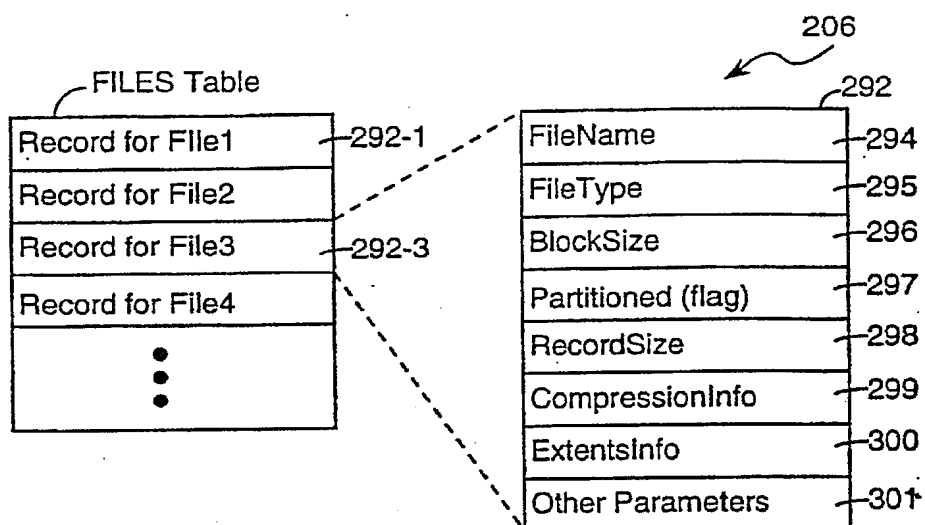 206
FILES Table
292
Record for File1
292-1
Record for File2
Record for File3
292-3
Record for File4
FileName
294
FileType
295
BlockSize
296
Partitioned (flag)
297
RecordSize
298
CompressionInfo
299
ExtentsInfo
300
Other Parameters
301